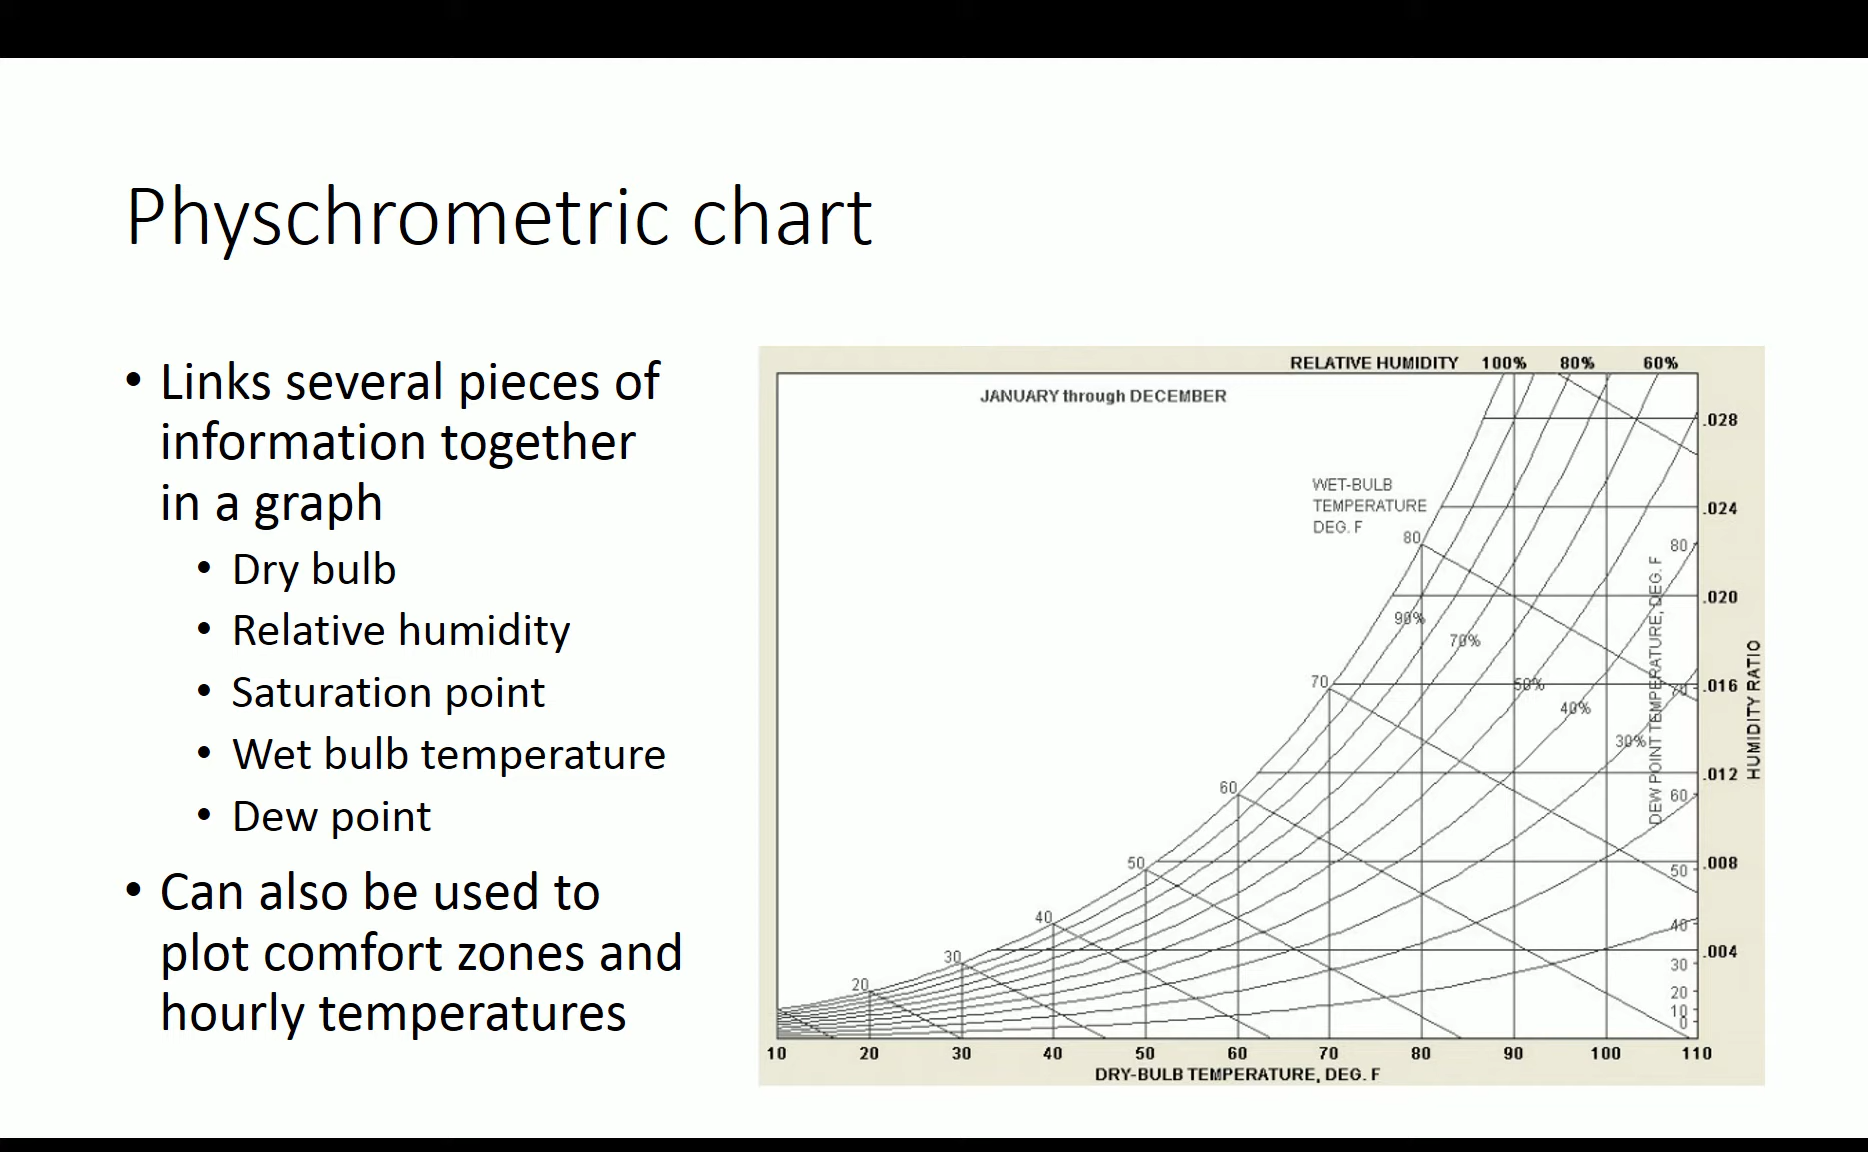 Physchrometric chart
• Links several pieces of
information together
in a graph
• Dry bulb
• Relative humidity
• Saturation point
• Wet bulb temperature
• Dew point
• Can also be used to
plot comfort zones and
hourly temperatures
RELATIVE HUMIDITY 100% 80% 60%
JANUARY through DECEMBER
WET-BULB
TEMPERATURE
DEG. F
80
70
60
50
40
30
20
90%
70%
50%
40%
30%
DEW POINT TEMPERATURE, DEG. F
80
70
60
50
40
30
20
10
0
.028
.024
.020
.016
.012
.008
.004
HUMIDITY RATIO
10 20 30 40 50 60 70 80 90 100 110
DRY-BULB TEMPERATURE, DEG. F